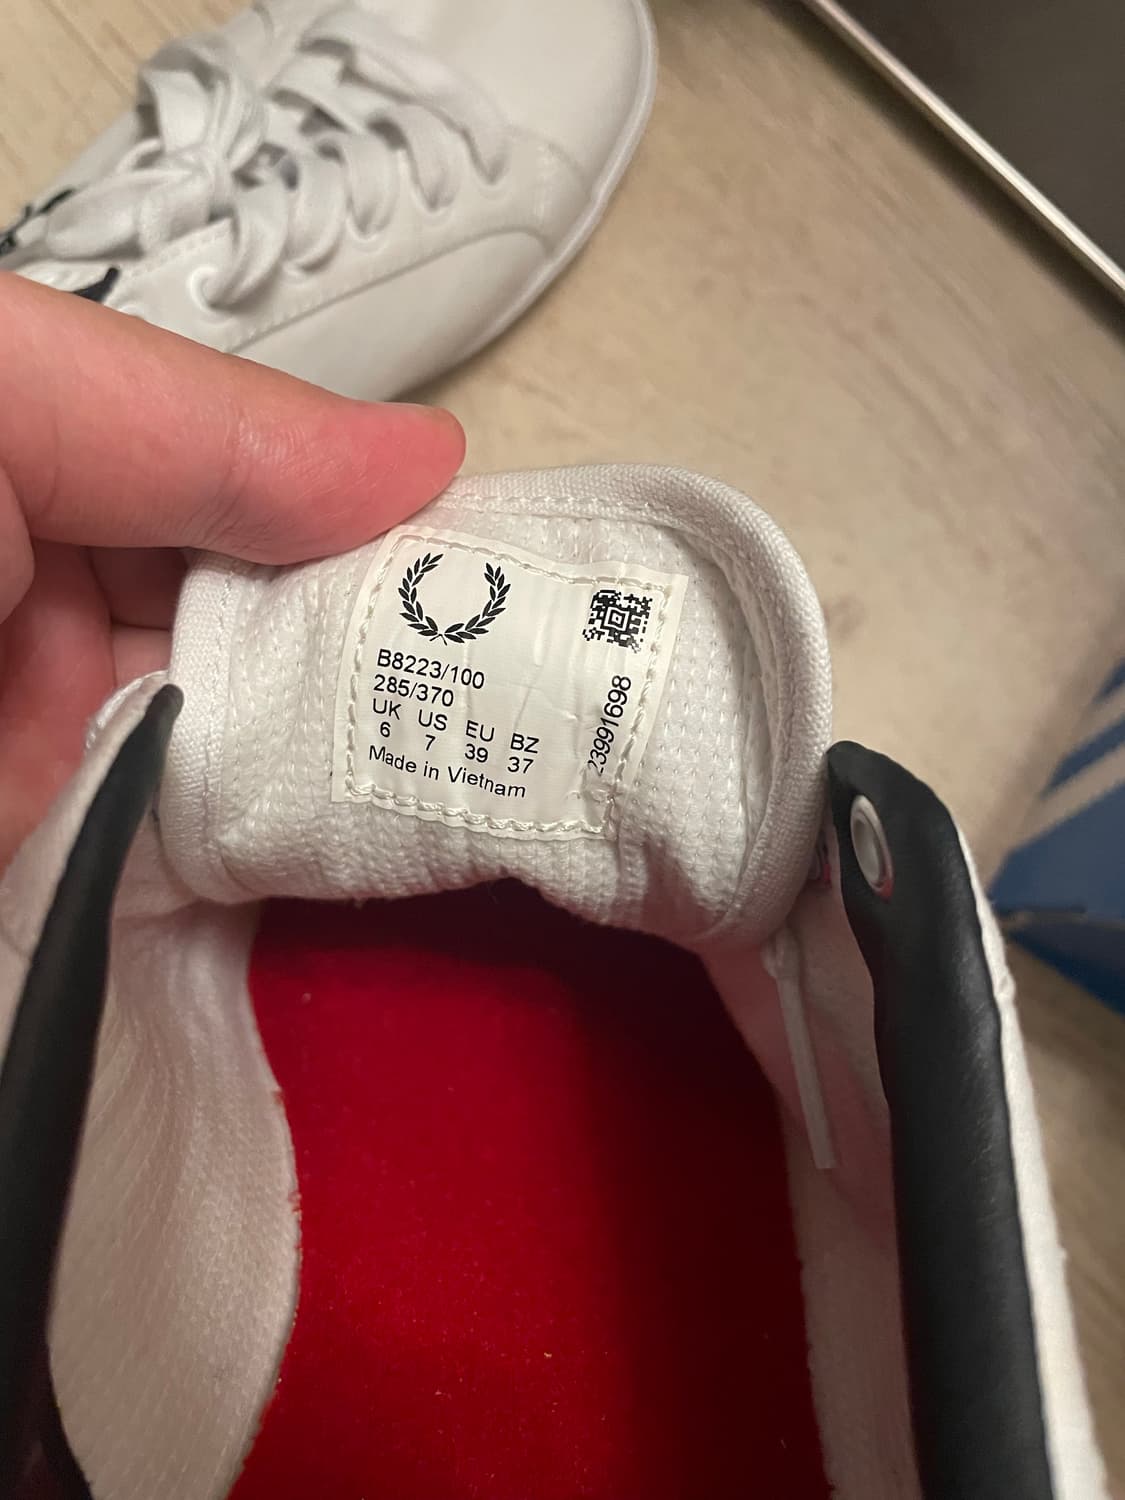 B8223/100
285/370
UK US EU BZ
6 7 39 37
Made in Vietnam
23991698